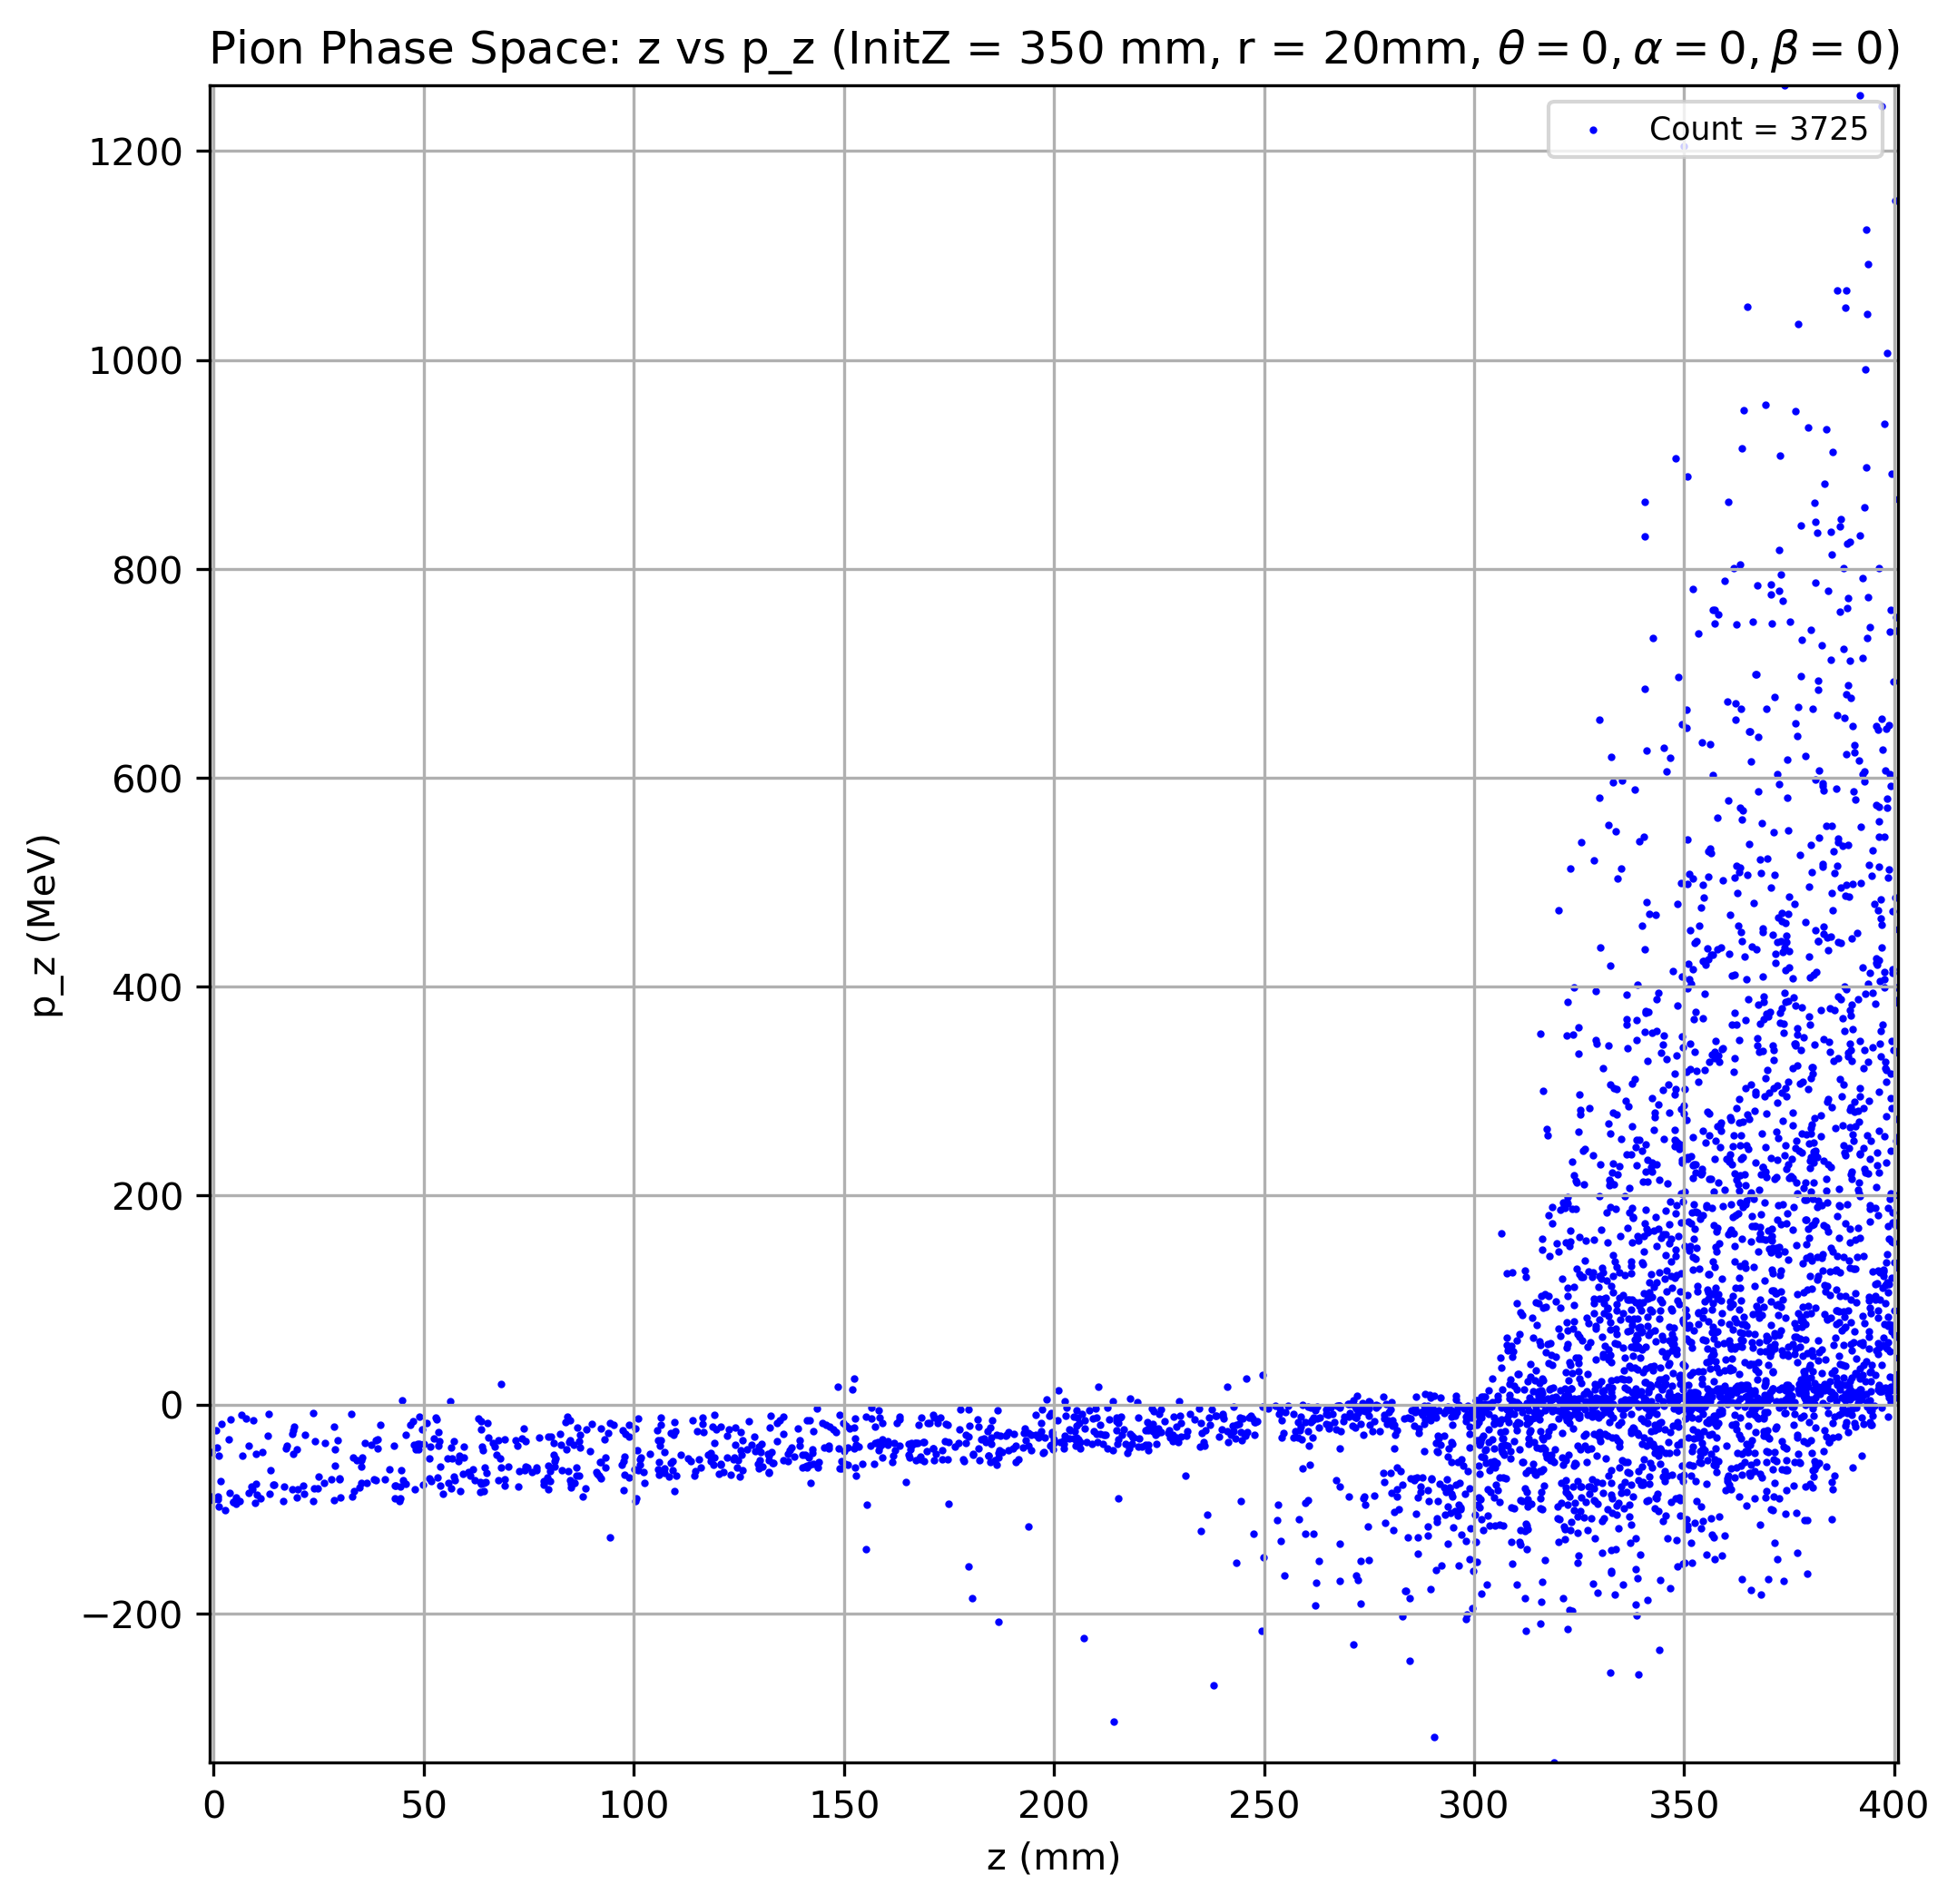 Pion Phase Space: z vs p_z (InitZ = 350 mm, r = 20mm, θ = 0, α = 0, β = 0)
Count = 3725
1200
1000
800
600
400
200
0
−200
p_z (MeV)
0 50 100 150 200 250 300 350 400
z (mm)